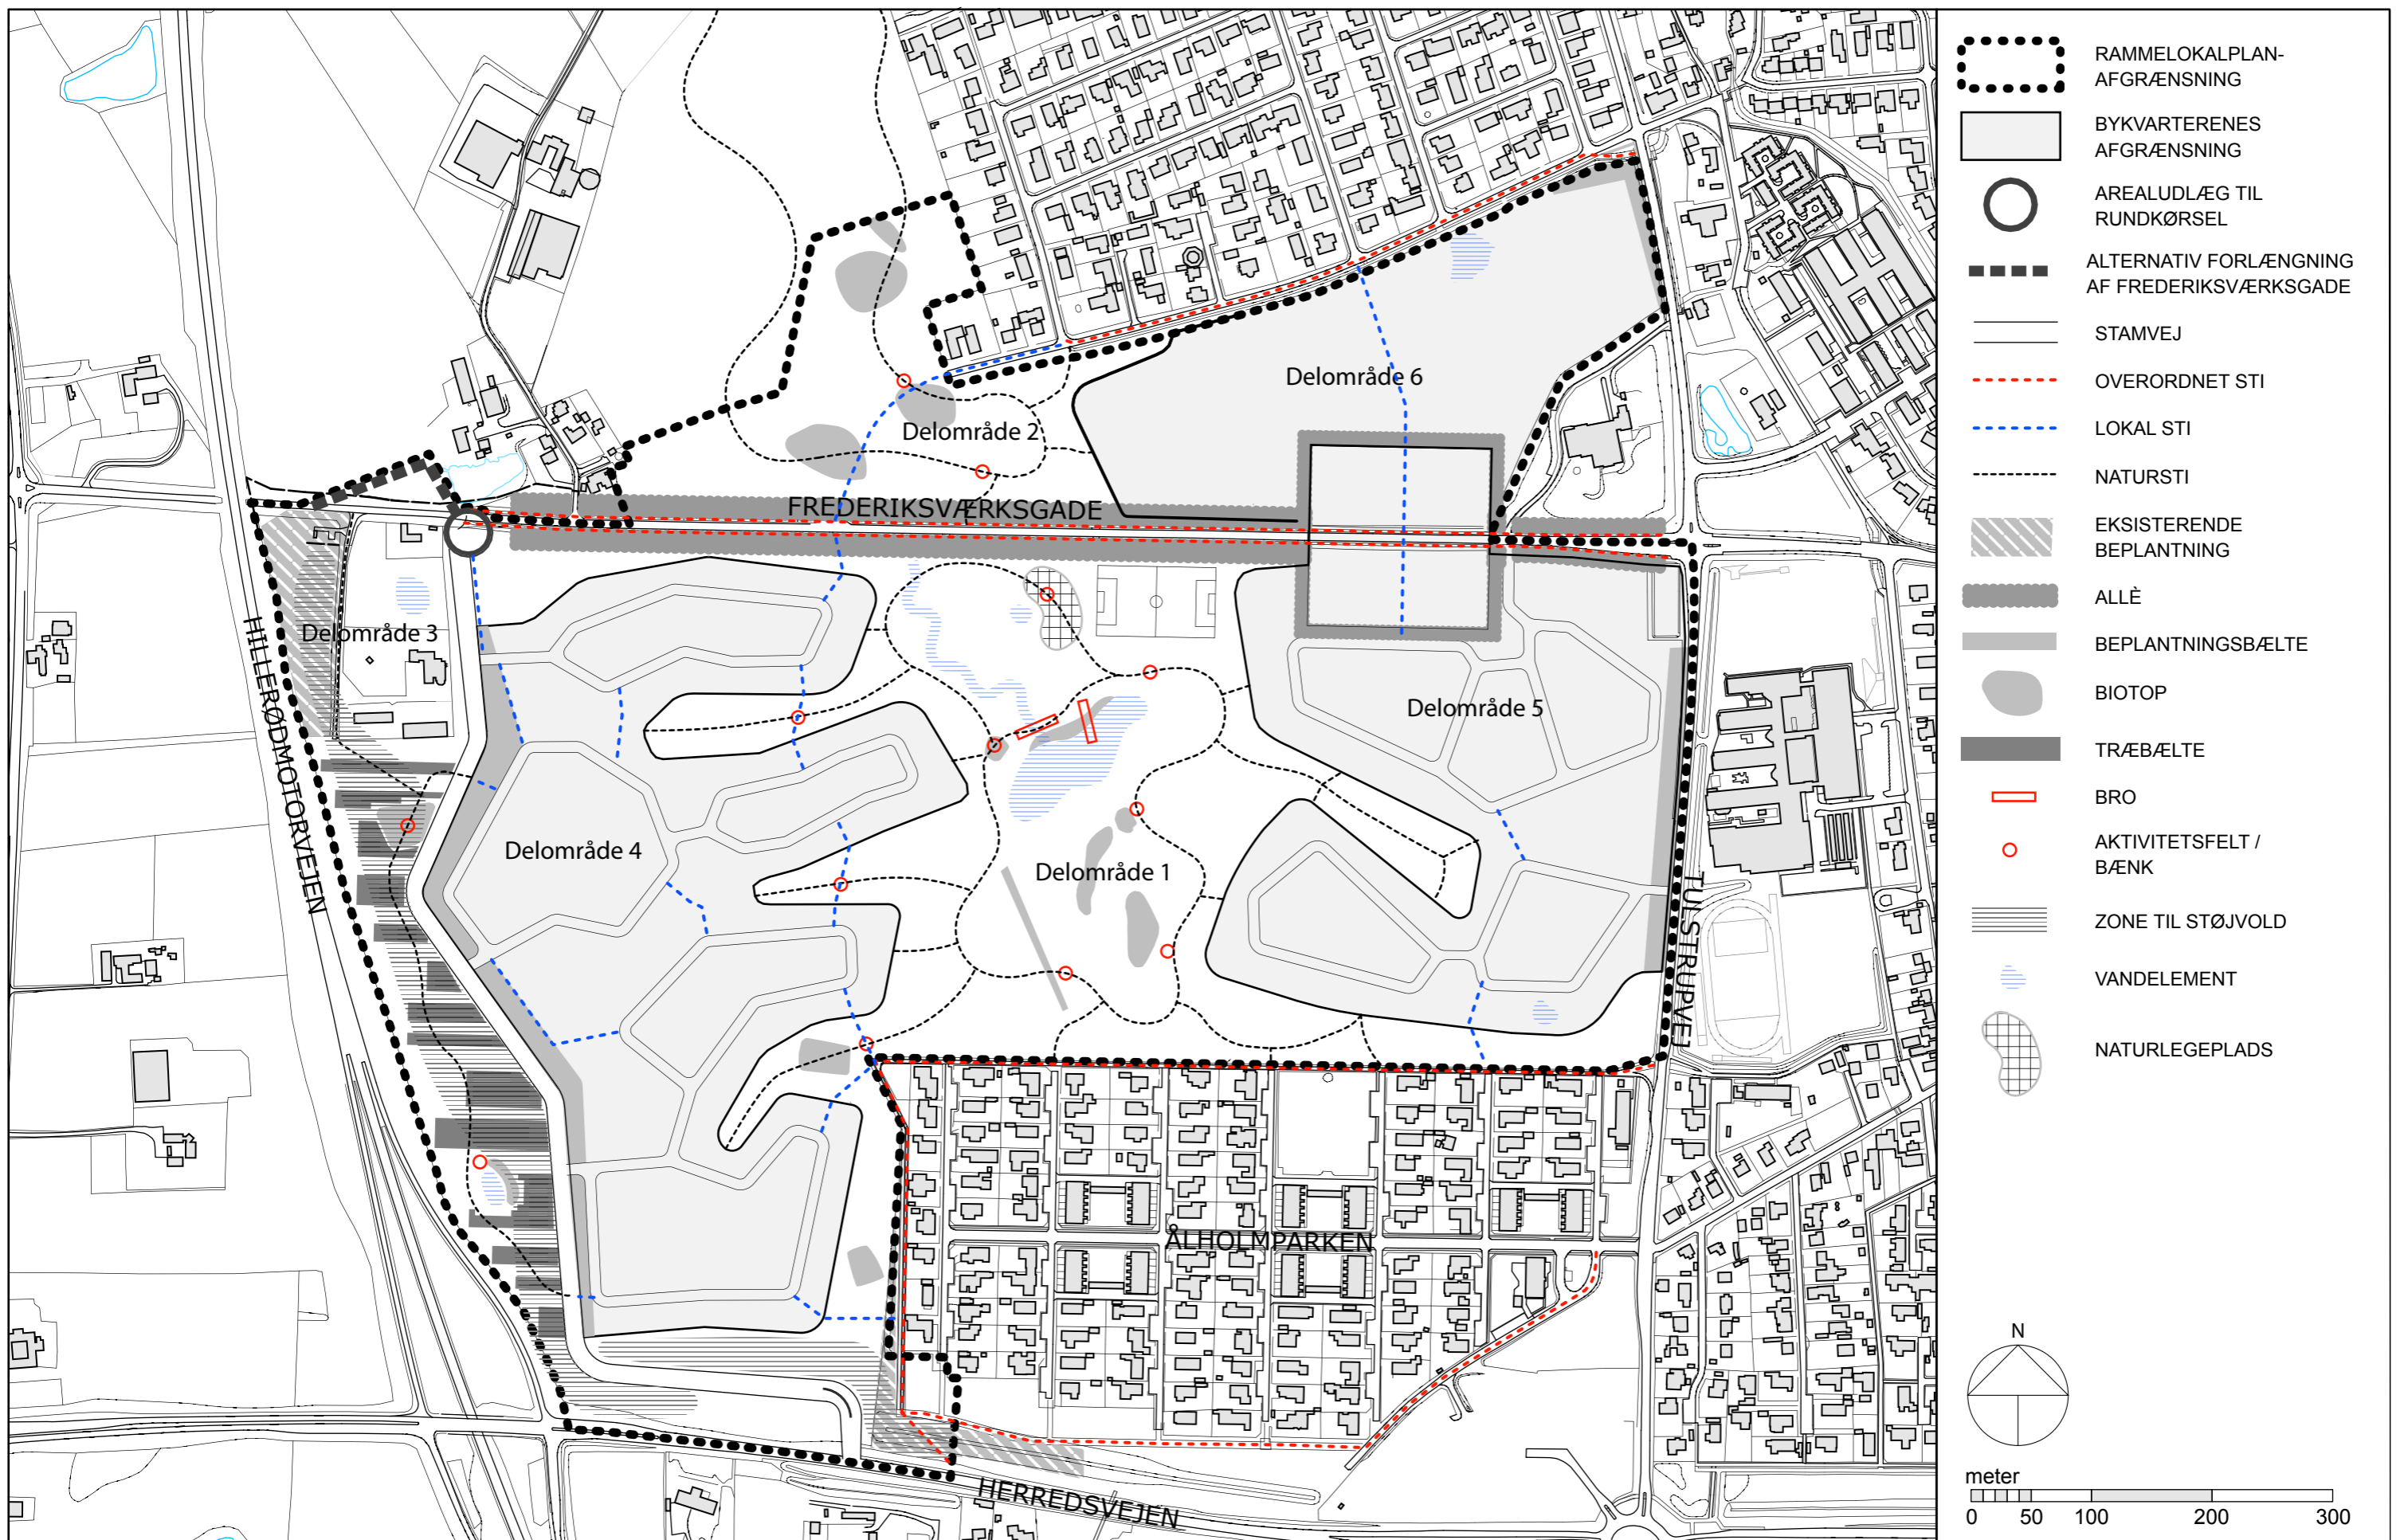 Delområde 6
Delområde 2
FREDERIKSVÆRKSGADE
Delområde 3
HILLERØDMOTORVEJEN
Delområde 5
Delområde 4
Delområde 1
TULSTRUPVEJ
ÅLHOLMPARKEN
HERREDSVEJEN
RAMMELOKALPLAN-
AFGRÆNSNING
BYKVARTERENES
AFGRÆNSNING
AREALUDLÆG TIL
RUNDKØRSEL
ALTERNATIV FORLÆNGNING
AF FREDERIKSVÆRKSGADE
STAMVEJ
OVERORDNET STI
LOKAL STI
NATURSTI
EKSISTERENDE
BEPLANTNING
ALLÈ
BEPLANTNINGSBÆLTE
BIOTOP
TRÆBÆLTE
BRO
AKTIVITETSFELT /
BÆNK
ZONE TIL STØJVOLD
VANDELEMENT
NATURLEGEPLADS
N
meter
0 50 100 200 300